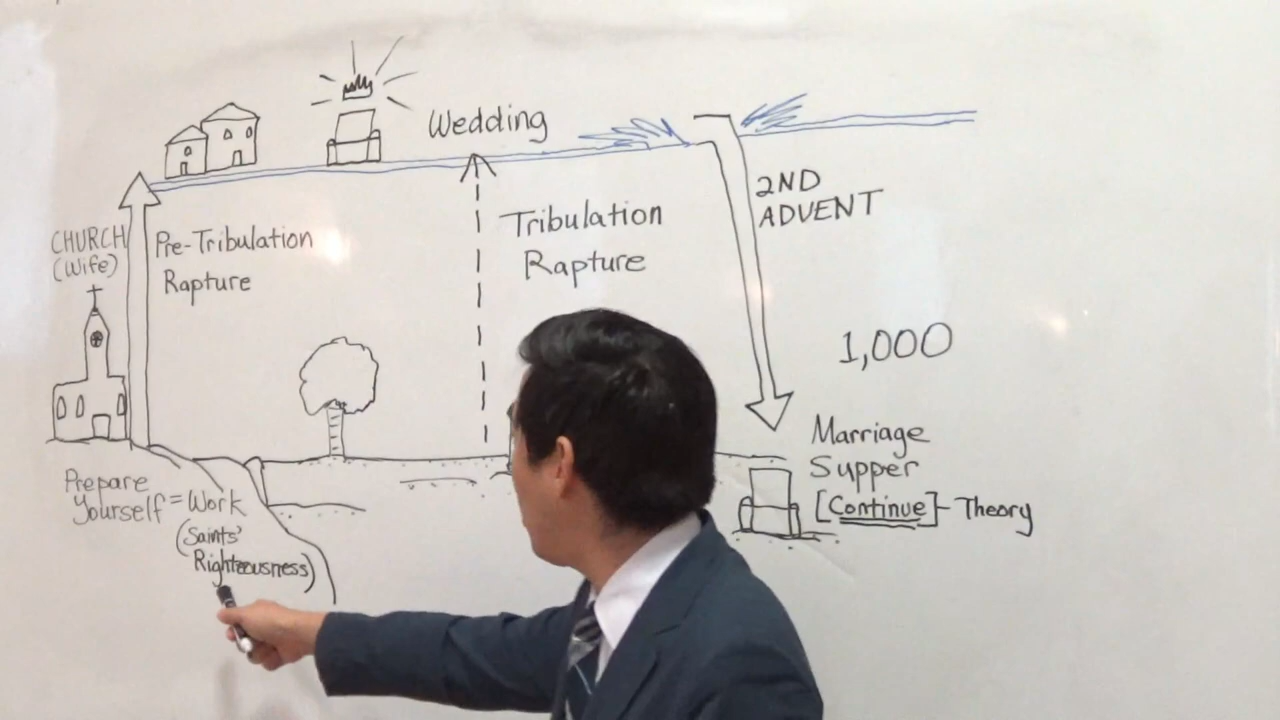 Wedding
2ND
ADVENT
CHURCH
(Wife)
Pre-Tribulation
Rapture
Tribulation
Rapture
1,000
Marriage
Supper
[Continue] - Theory
Prepare
Yourself = Work
(Saints'
Righteousness)